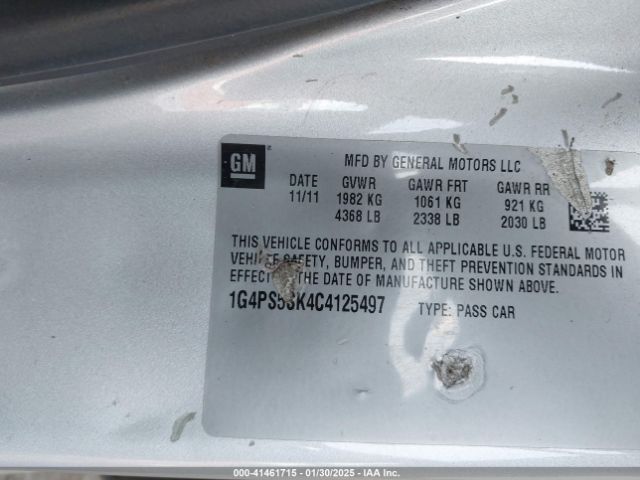 GM
MFD BY GENERAL MOTORS LLC
DATE GVWR GAWR FRT GAWR RR
11/11 1982 KG 1061 KG 921 KG
4368 LB 2338 LB 2030 LB
THIS VEHICLE CONFORMS TO ALL APPLICABLE U.S. FEDERAL MOTOR
VEHICLE SAFETY, BUMPER, AND THEFT PREVENTION STANDARDS IN
EFFECT ON THE DATE OF MANUFACTURE SHOWN ABOVE.
TYPE: PASS CAR
000-41461715 - 01/30/2025 - IAA Inc.